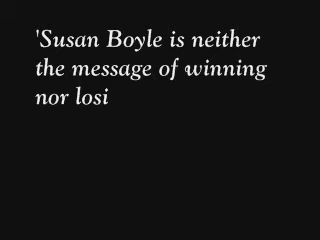 'Susan Boyle is neither
the message of winning
nor losi